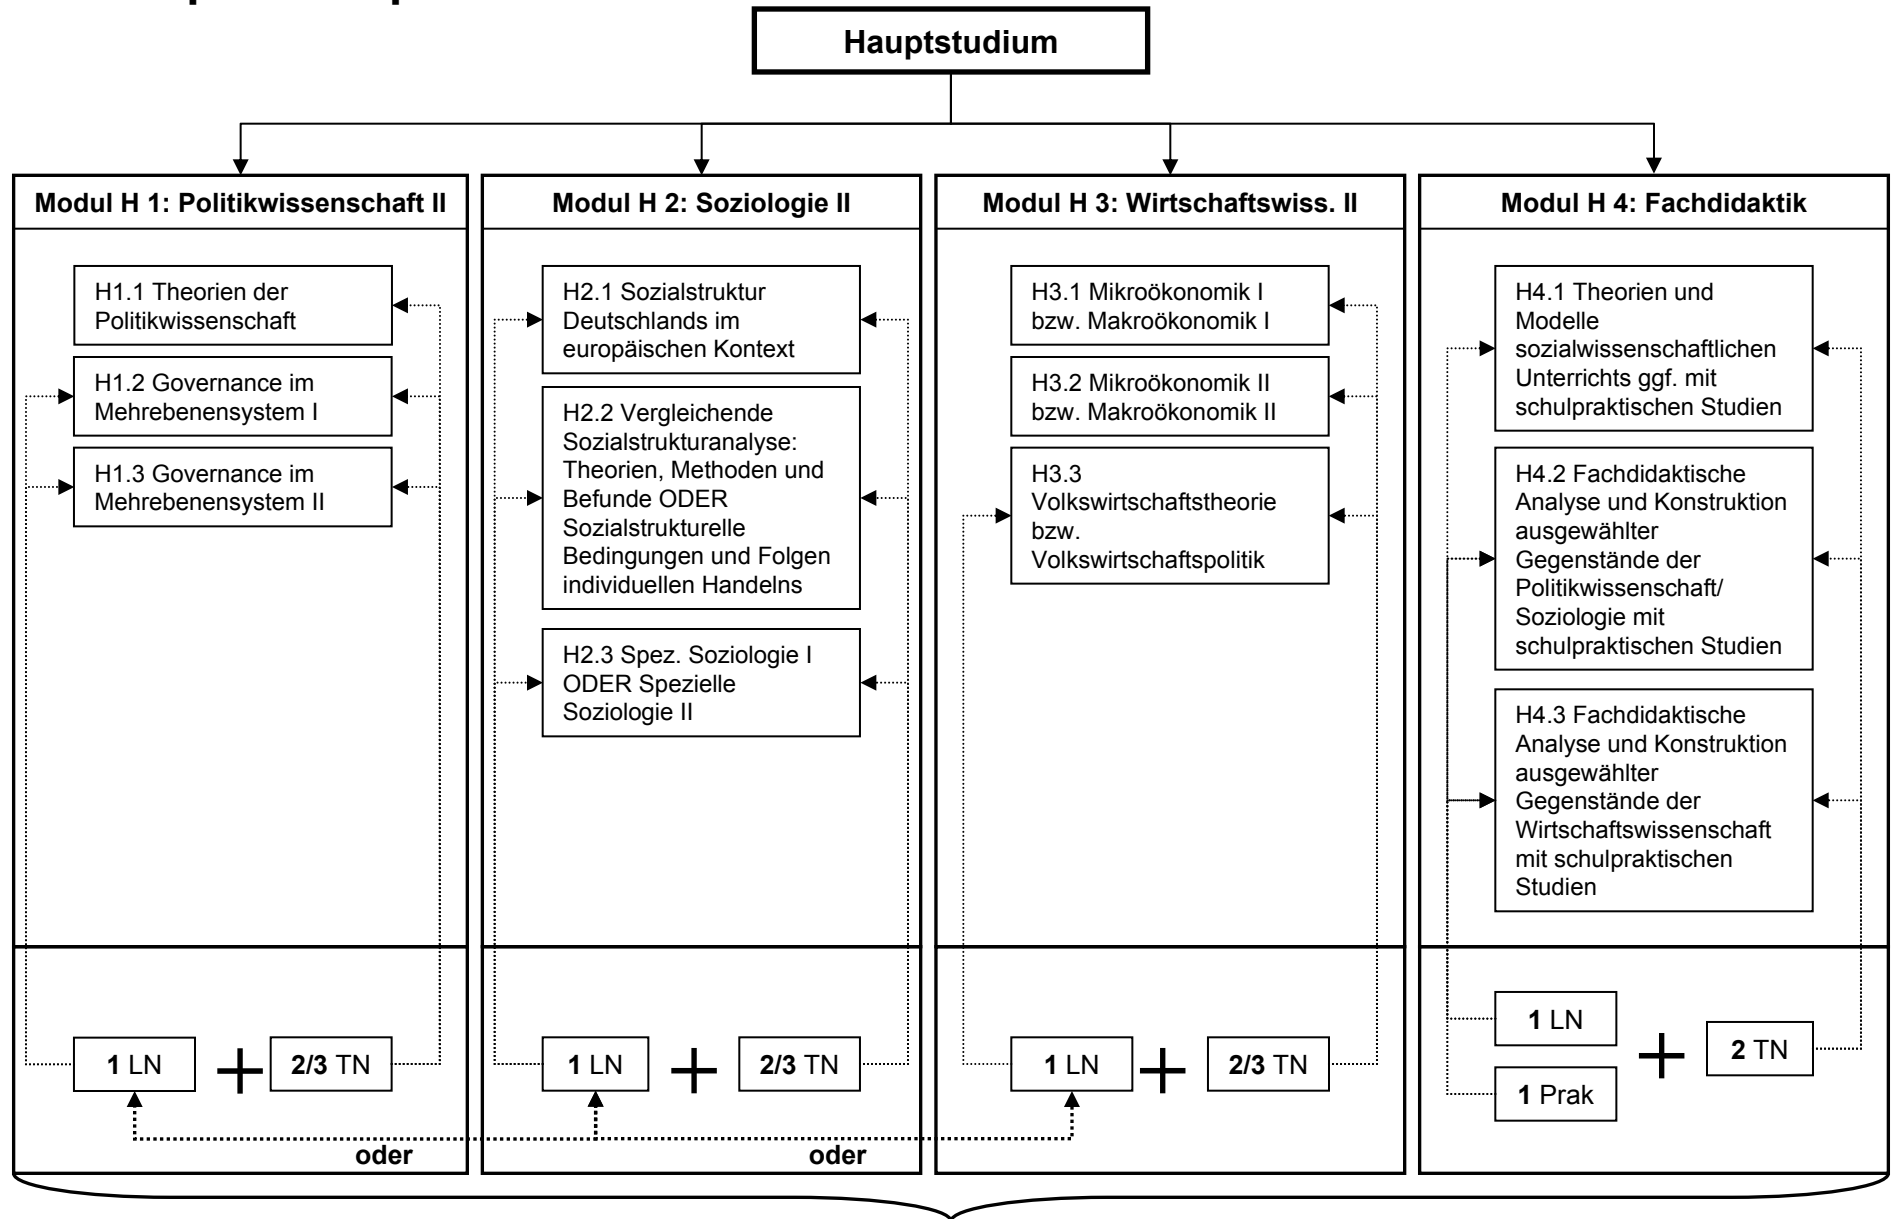 Hauptstudium
Modul H 1: Politikwissenschaft II
H1.1 Theorien der
Politikwissenschaft
H1.2 Governance im
Mehrebenensystem I
H1.3 Governance im
Mehrebenensystem II
1 LN
2/3 TN
oder
Modul H 2: Soziologie II
H2.1 Sozialstruktur
Deutschlands im
europäischen Kontext
H2.2 Vergleichende
Sozialstrukturanalyse:
Theorien, Methoden und
Befunde ODER
Sozialstrukturelle
Bedingungen und Folgen
individuellen Handelns
H2.3 Spez. Soziologie I
ODER Spezielle
Soziologie II
1 LN
2/3 TN
oder
Modul H 3: Wirtschaftswiss. II
H3.1 Mikroökonomik I
bzw. Makroökonomik I
H3.2 Mikroökonomik II
bzw. Makroökonomik II
H3.3
Volkswirtschaftstheorie
bzw.
Volkswirtschaftspolitik
1 LN
2/3 TN
Modul H 4: Fachdidaktik
H4.1 Theorien und
Modelle
sozialwissenschaftlichen
Unterrichts ggf. mit
schulpraktischen Studien
H4.2 Fachdidaktische
Analyse und Konstruktion
ausgewählter
Gegenstände der
Politikwissenschaft/
Soziologie mit
schulpraktischen Studien
H4.3 Fachdidaktische
Analyse und Konstruktion
ausgewählter
Gegenstände der
Wirtschaftswissenschaft
mit schulpraktischen
Studien
1 LN
1 Prak
2 TN